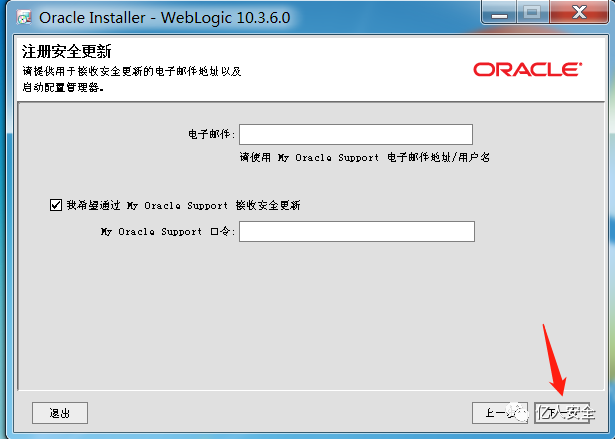 Oracle Installer - WebLogic 10.3.6.0
注册安全更新
请提供用于接收安全更新的电子邮件地址以及
启动配置管理器。
ORACLE
电子邮件:
请使用 My Oracle Support 电子邮件地址/用户名
我希望通过 My Oracle Support 接收安全更新
My Oracle Support 口令:
退出
上一
亿人安全